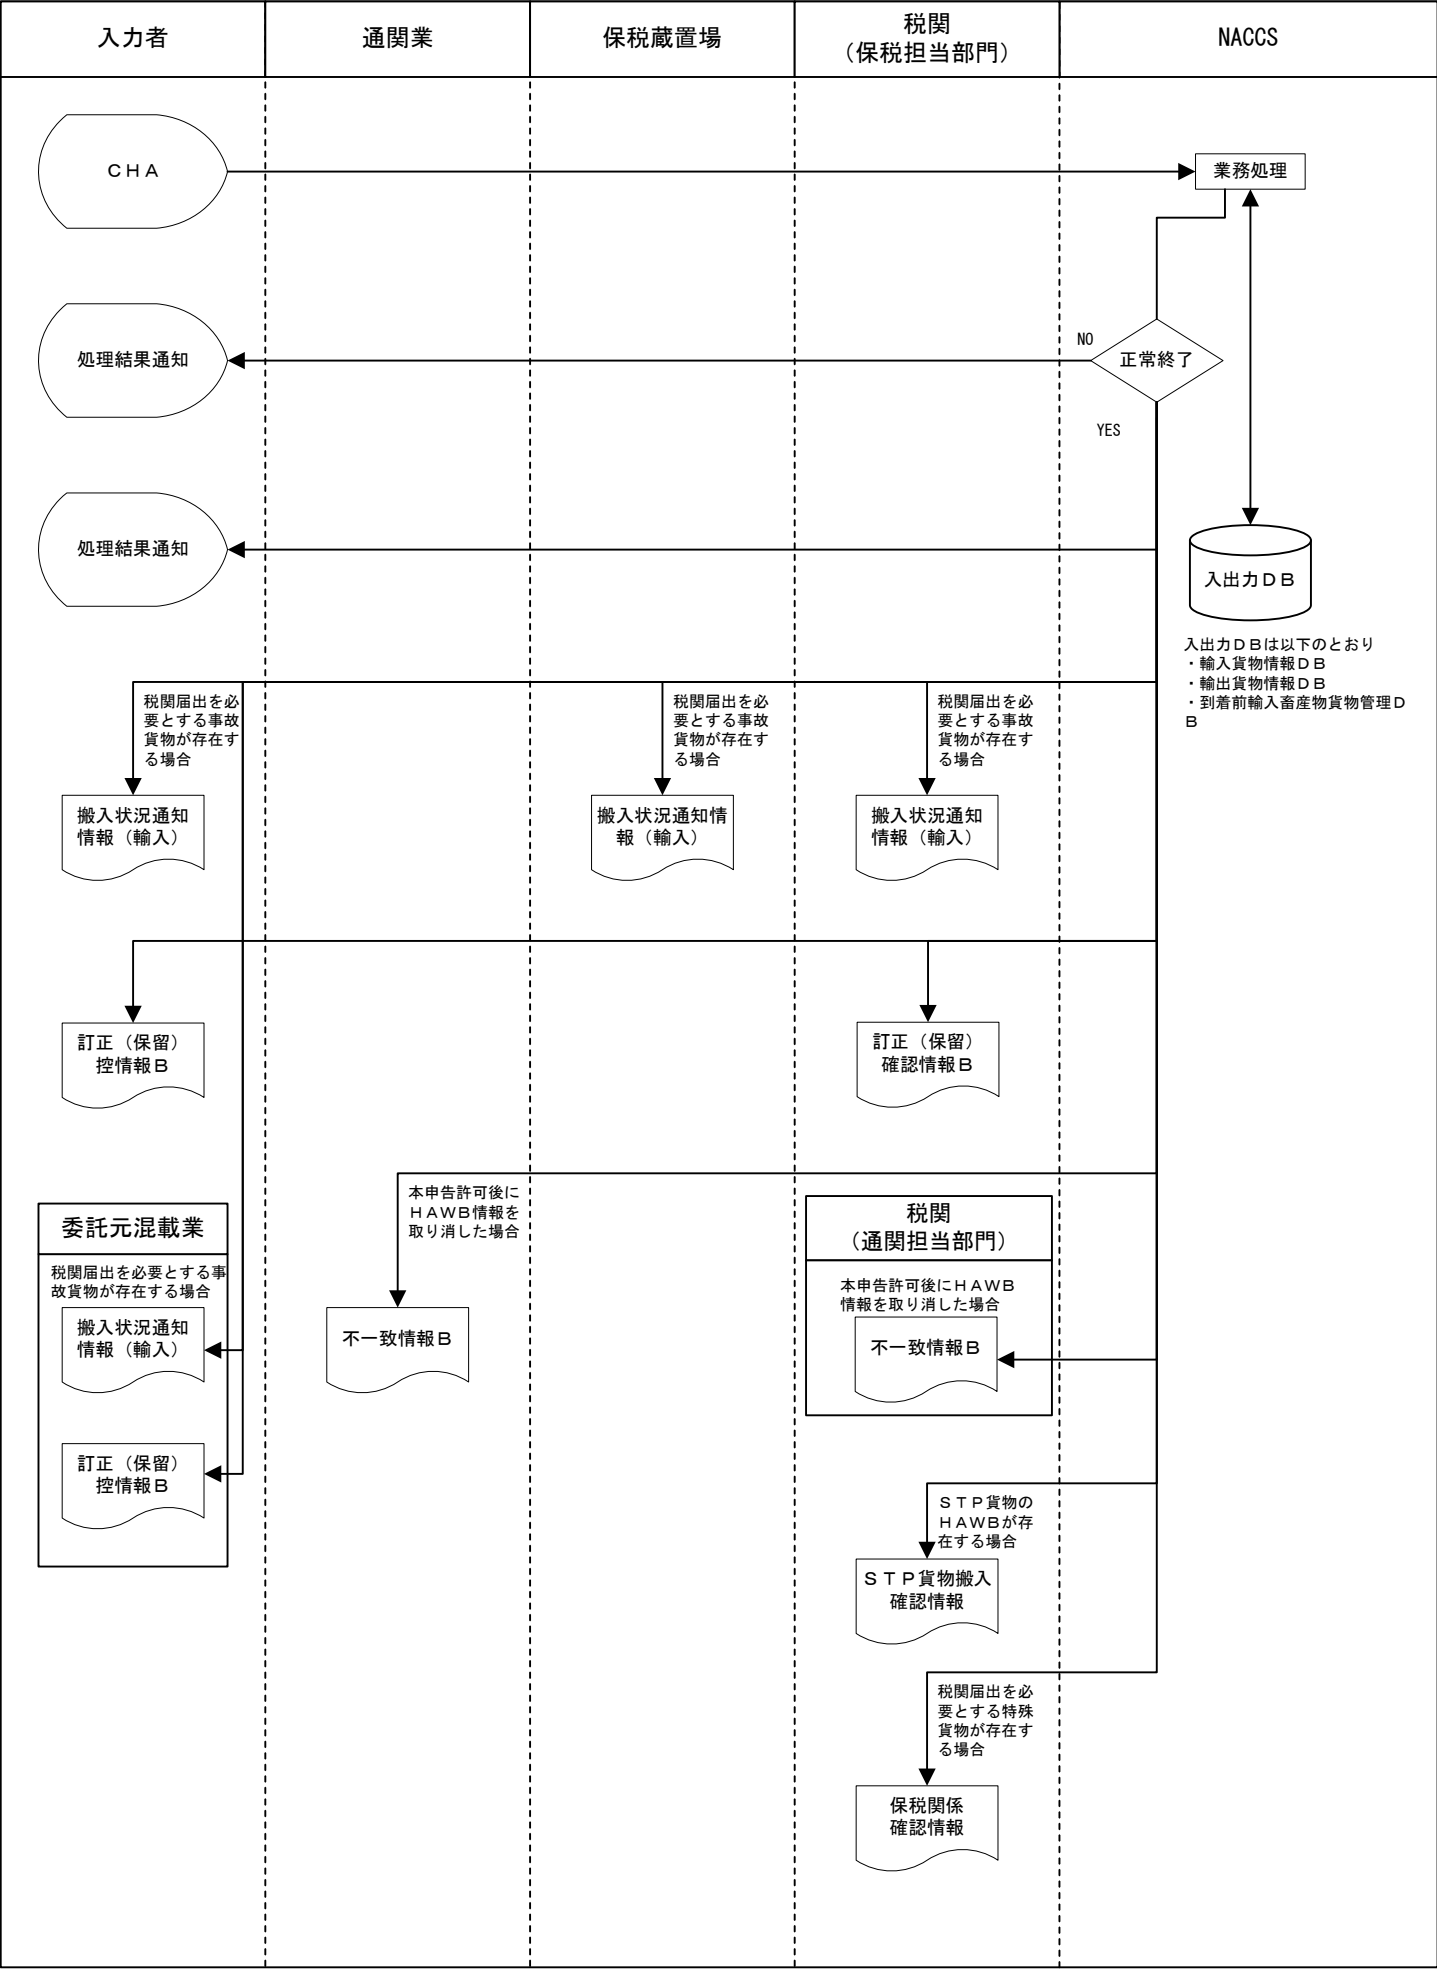 入力者
通関業
保税蔵置場
税関
（保税担当部門）
NACCS
ＣＨＡ
業務処理
処理結果通知
NO
正常終了
YES
処理結果通知
入出力ＤＢ
入出力ＤＢは以下のとおり
・輸入貨物情報ＤＢ
・輸出貨物情報ＤＢ
・到着前輸入畜産物貨物管理Ｄ
Ｂ
税関届出を必
要とする事故
貨物が存在す
る場合
税関届出を必
要とする事故
貨物が存在す
る場合
税関届出を必
要とする事故
貨物が存在す
る場合
搬入状況通知
情報（輸入）
搬入状況通知情
報（輸入）
搬入状況通知
情報（輸入）
訂正（保留）
控情報Ｂ
訂正（保留）
確認情報Ｂ
本申告許可後に
ＨＡＷＢ情報を
取り消した場合
不一致情報Ｂ
税関
（通関担当部門）
本申告許可後にＨＡＷＢ
情報を取り消した場合
不一致情報Ｂ
委託元混載業
税関届出を必要とする事
故貨物が存在する場合
搬入状況通知
情報（輸入）
訂正（保留）
控情報Ｂ
ＳＴＰ貨物の
ＨＡＷＢが存
在する場合
ＳＴＰ貨物搬入
確認情報
税関届出を必
要とする特殊
貨物が存在す
る場合
保税関係
確認情報